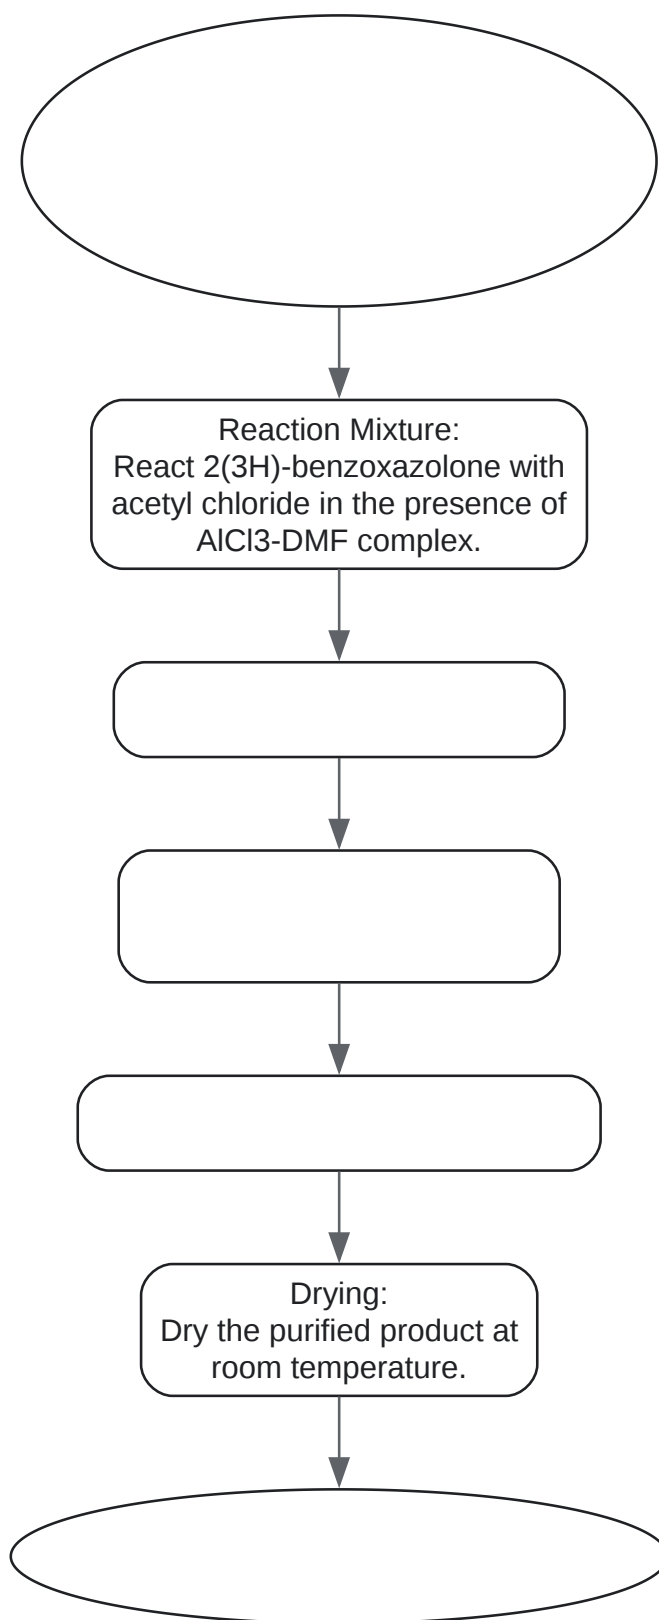 Reaction Mixture:
React 2(3H)-benzoxazolone with
acetyl chloride in the presence of
AlCl3-DMF complex.
Drying:
Dry the purified product at
room temperature.